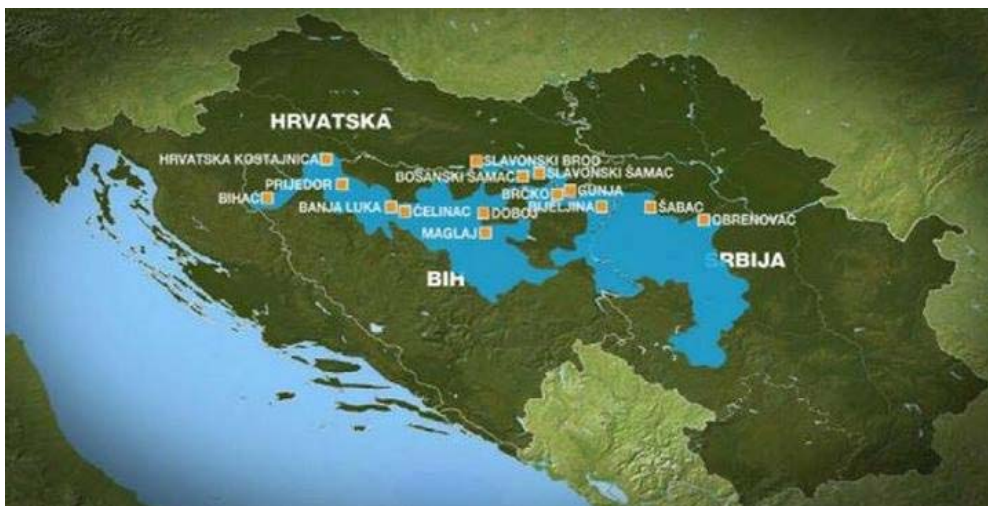 HRVATSKA
HRVATSKA KOSTAJNICA
SLAVONSKI BROD
SLAVONSKI ŠAMAC
BOSANSKI ŠAMAC
PRIJEDOR
GUNJA
BRČKO
BIHAĆ
BANJA LUKA
ČELINAC
DOBOJ
BIJELJINA
ŠABAC
OBRENOVAC
MAGLAJ
SRBIJA
BIH